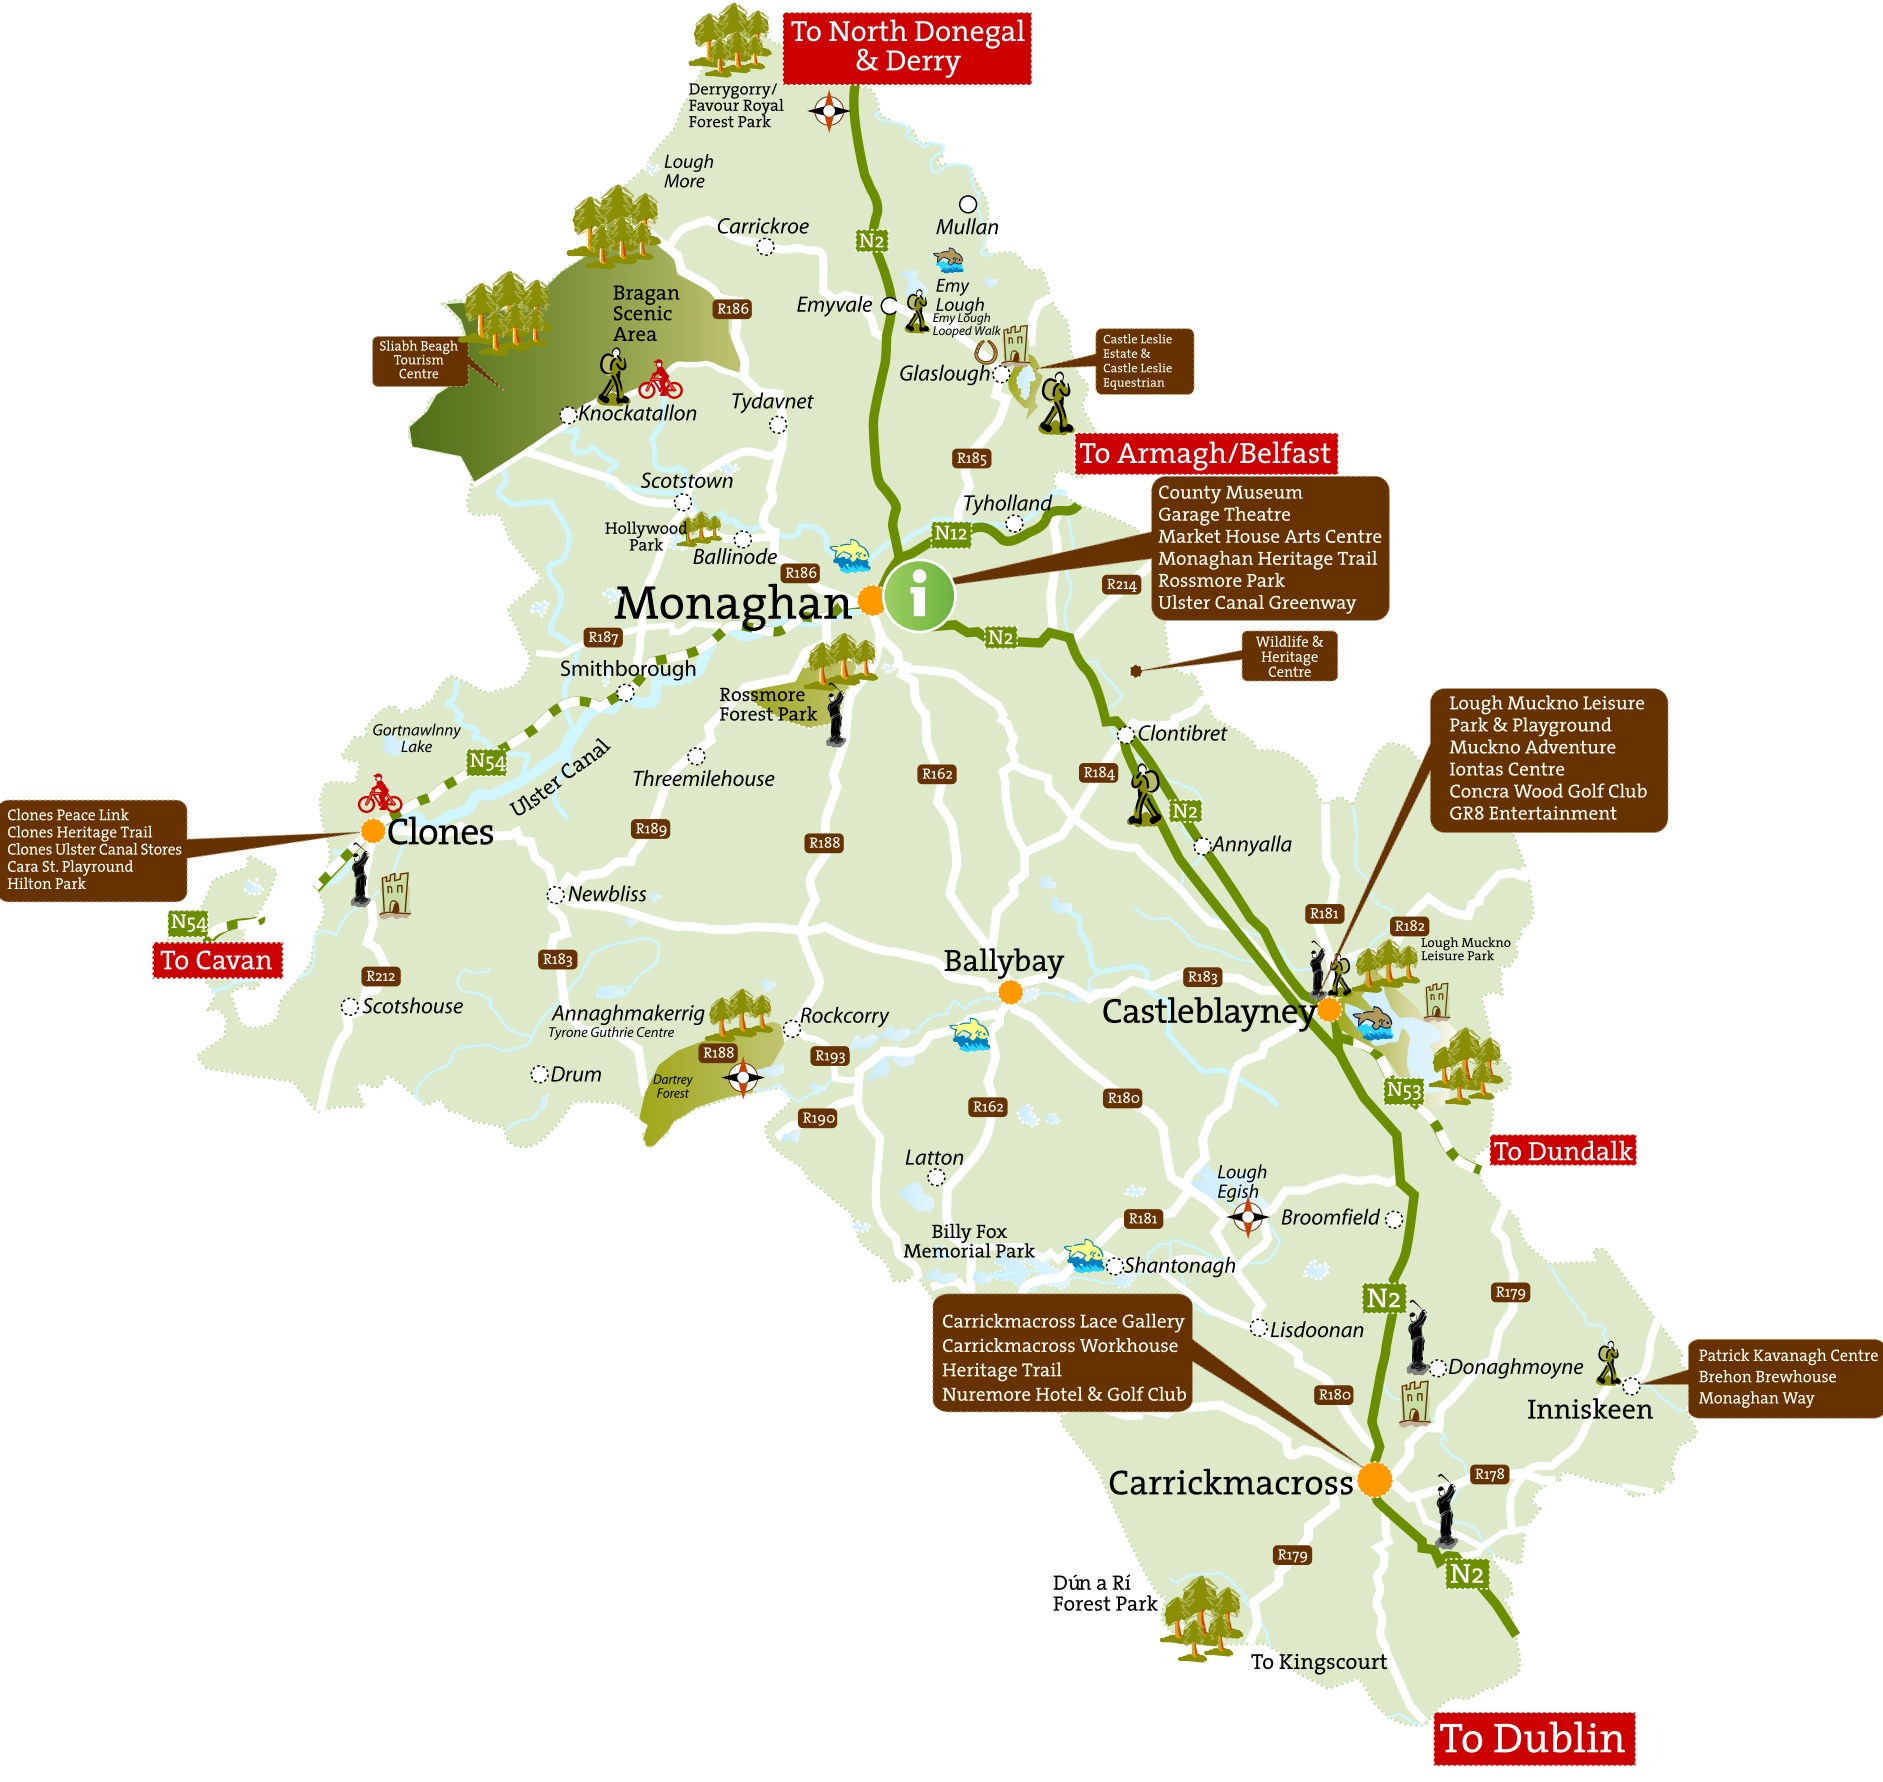 To North Donegal
& Derry
Derrygorry/
Favour Royal
Forest Park
Lough
More
Carrickroe
Mullan
N2
Emy
Lough
Emy Lough
Looped Walk
Bragan
Scenic
Area
R186
Emyvale
Sliabh Beagh
Tourism
Centre
Castle Leslie
Estate &
Castle Leslie
Equestrian
Glaslough
Knockatallon
Tydavnet
To Armagh/Belfast
R185
Scotstown
Tyholland
County Museum
Garage Theatre
Market House Arts Centre
Monaghan Heritage Trail
Rossmore Park
Ulster Canal Greenway
Hollywood
Park
Ballinode
N12
R186
R214
Monaghan
i
R187
N2
Wildlife &
Heritage
Centre
Smithborough
Rossmore
Forest Park
Lough Muckno Leisure
Park & Playground
Muckno Adventure
Iontas Centre
Concra Wood Golf Club
GR8 Entertainment
Gortnawlnny
Lake
Clontibret
N54
Ulster Canal
Threemilehouse
R162
R184
N2
Clones Peace Link
Clones Heritage Trail
Clones Ulster Canal Stores
Cara St. Playround
Hilton Park
Clones
R189
R188
Annyalla
Newbliss
N54
To Cavan
R181
R182
Lough Muckno
Leisure Park
R183
Ballybay
R183
R212
Scotshouse
Annaghmakerrig
Tyrone Guthrie Centre
Rockcorry
Castleblayney
R188
R193
Drum
Dartrey
Forest
N53
R190
R162
R180
To Dundalk
Latton
Lough
Egish
R181
Broomfield
Billy Fox
Memorial Park
Shantonagh
N2
R179
Carrickmacross Lace Gallery
Carrickmacross Workhouse
Heritage Trail
Nuremore Hotel & Golf Club
Lisdoonan
Donaghmoyne
Patrick Kavanagh Centre
Brehon Brewhouse
Monaghan Way
R180
Inniskeen
Carrickmacross
R178
R179
N2
Dún a Rí
Forest Park
To Kingscourt
To Dublin